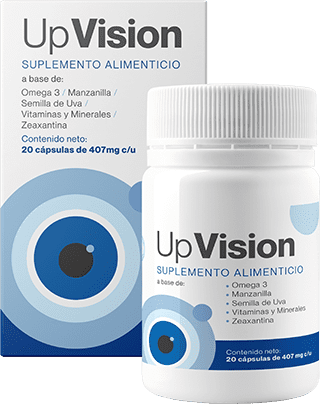 UpVision
SUPLEMENTO ALIMENTICIO
a base de:
Omega 3 / Manzanilla /
Semilla de Uva /
Vitaminas y Minerales /
Zeaxantina
Contenido neto:
20 cápsulas de 407mg c/u
UpVision
SUPLEMENTO ALIMENTICIO
a base de:
• Omega 3
• Manzanilla
• Semilla de Uva
• Vitaminas y Minerales
• Zeaxantina
Contenido neto:
20 cápsulas de 407 mg c/u